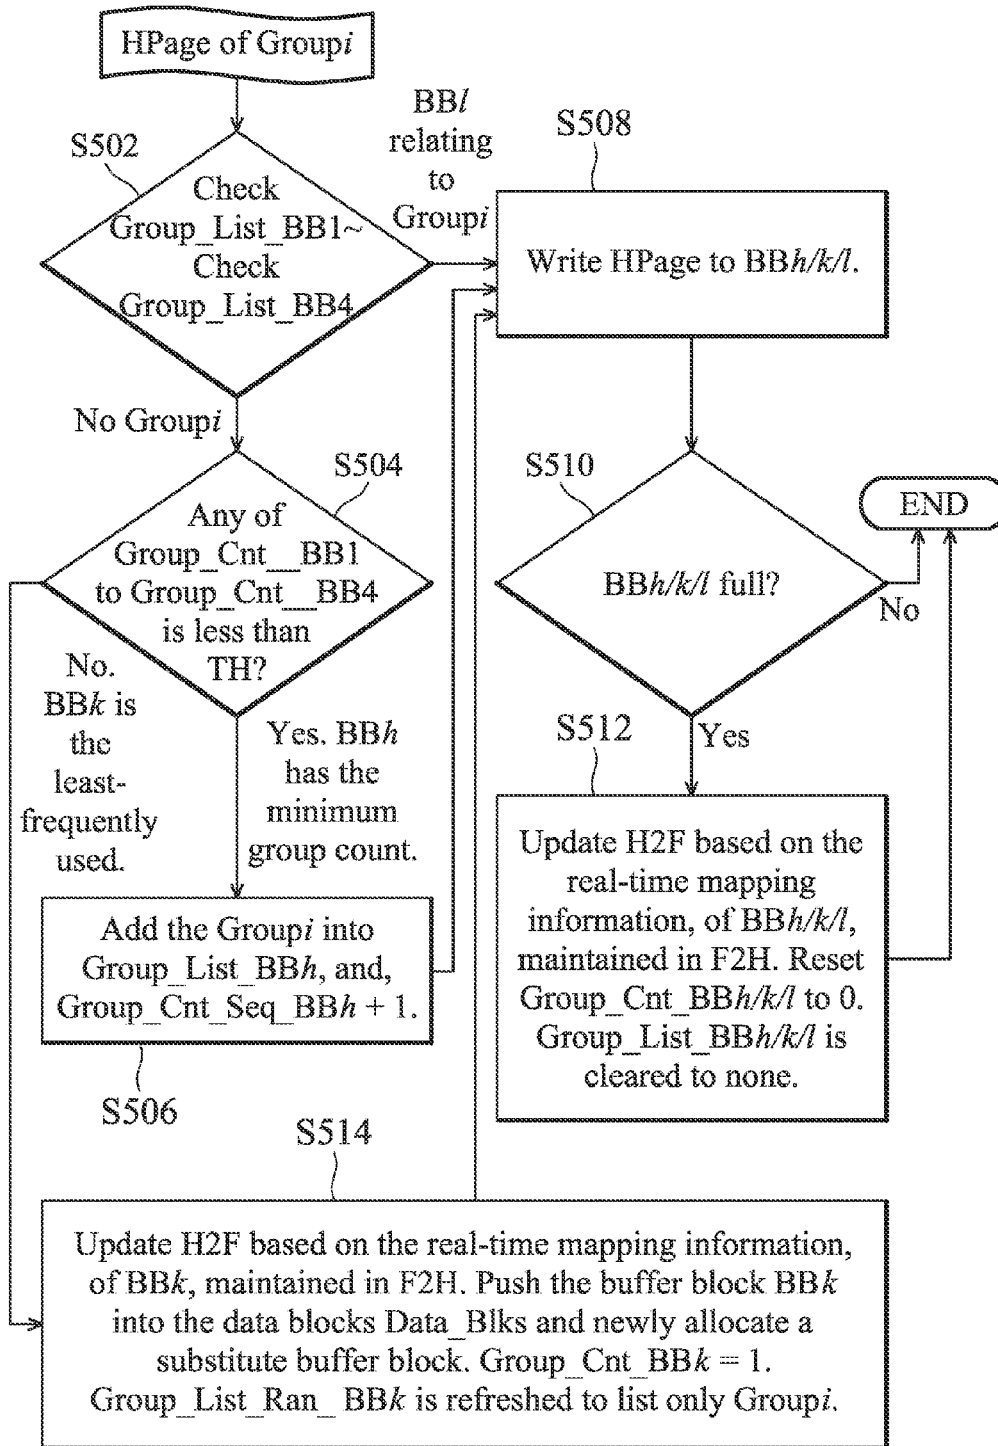 HPage of Groupi
S502
Check
Group_List_BB1~
Check
Group_List_BB4
BBl
relating
to
Groupi
S508
Write HPage to BBh/k/l.
No Groupi
S504
Any of
Group_Cnt__BB1
to Group_Cnt__BB4
is less than
TH?
S510
BBh/k/l full?
END
No
Yes
No.
BBk is
the
least-
frequently
used.
Yes. BBh
has the
minimum
group count.
S512
Update H2F based on the
real-time mapping
information, of BBh/k/l,
maintained in F2H. Reset
Group_Cnt_BBh/k/l to 0.
Group_List_BBh/k/l is
cleared to none.
Add the Groupi into
Group_List_BBh, and,
Group_Cnt_Seq_BBh + 1.
S506
S514
Update H2F based on the real-time mapping information,
of BBk, maintained in F2H. Push the buffer block BBk
into the data blocks Data_Blks and newly allocate a
substitute buffer block. Group_Cnt_BBk = 1.
Group_List_Ran_ BBk is refreshed to list only Groupi.